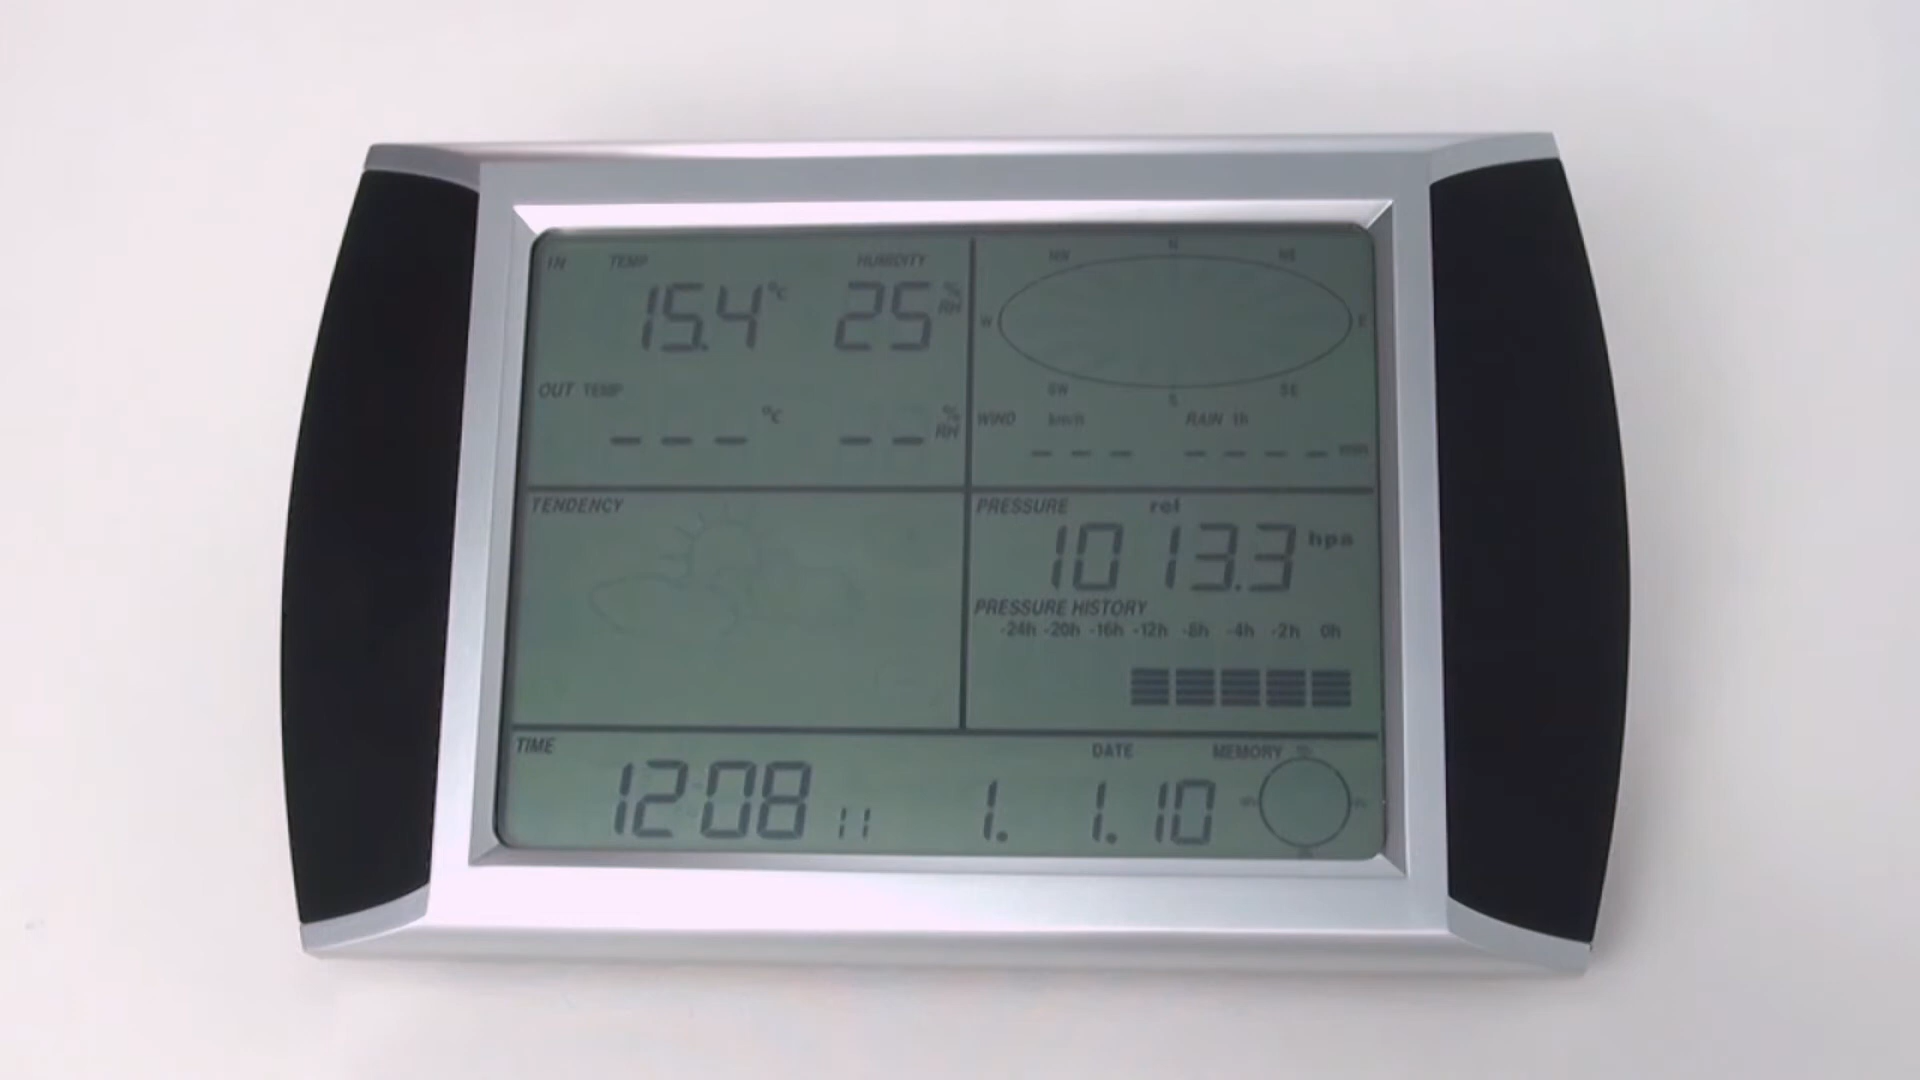 IN TEMP HUMIDITY
15.4 °C 25 % RH
OUT TEMP
- - - °C - - % RH
N
NW NE
W E
SW SE
S
WIND km/h RAIN 1h
- - - - - - - mm
TENDENCY
PRESSURE rel
1013.3 hpa
PRESSURE HISTORY
-24h -20h -16h -12h -8h -4h -2h 0h
TIME DATE MEMORY
12:08 11 1. 1. 10